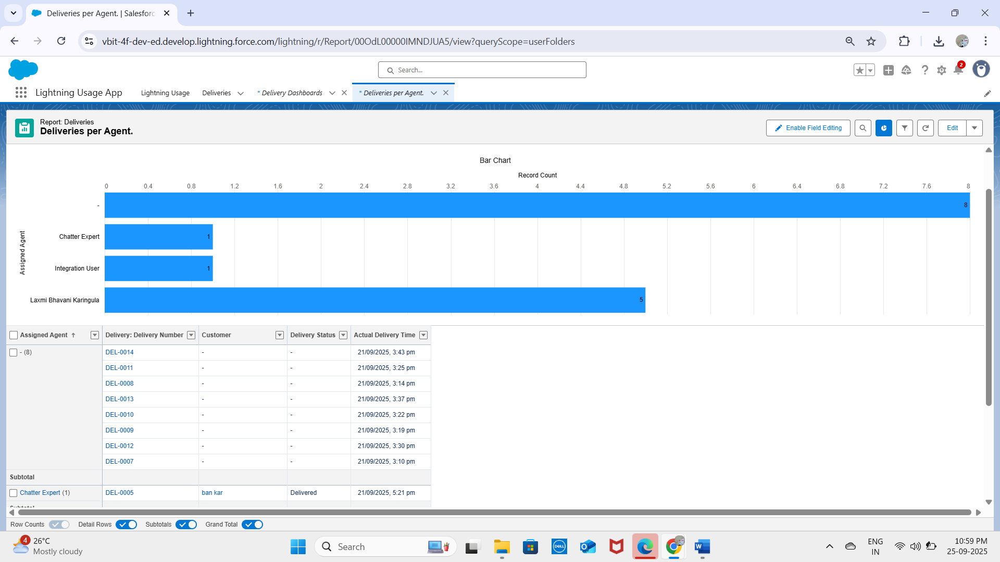 Deliveries per Agent. | Salesforc
vbit-4f-dev-ed.develop.lightning.force.com/lightning/r/Report/00OdL00000IMNDJUA5/view?queryScope=userFolders
Search...
2
Lightning Usage App
Lightning Usage
Deliveries
* Delivery Dashboards
* Deliveries per Agent.
Report: Deliveries
Deliveries per Agent.
Enable Field Editing
Edit
Bar Chart
Record Count
0 0.4 0.8 1.2 1.6 2 2.4 2.8 3.2 3.6 4 4.4 4.8 5.2 5.6 6 6.4 6.8 7.2 7.6 8
Assigned Agent
- 8
Chatter Expert 1
Integration User 1
Laxmi Bhavani Karingula 5
Assigned Agent ↑ Delivery: Delivery Number Customer Delivery Status Actual Delivery Time
- (8) DEL-0014 - - 21/09/2025, 3:43 pm
DEL-0011 - - 21/09/2025, 3:25 pm
DEL-0008 - - 21/09/2025, 3:14 pm
DEL-0013 - - 21/09/2025, 3:37 pm
DEL-0010 - - 21/09/2025, 3:22 pm
DEL-0009 - - 21/09/2025, 3:19 pm
DEL-0012 - - 21/09/2025, 3:30 pm
DEL-0007 - - 21/09/2025, 3:10 pm
Subtotal
Chatter Expert (1) DEL-0005 ban kar Delivered 21/09/2025, 5:21 pm
Subtotal
Row Counts Detail Rows Subtotals Grand Total
4
26°C
Mostly cloudy
Search
DELL
ENG
IN
10:59 PM
25-09-2025